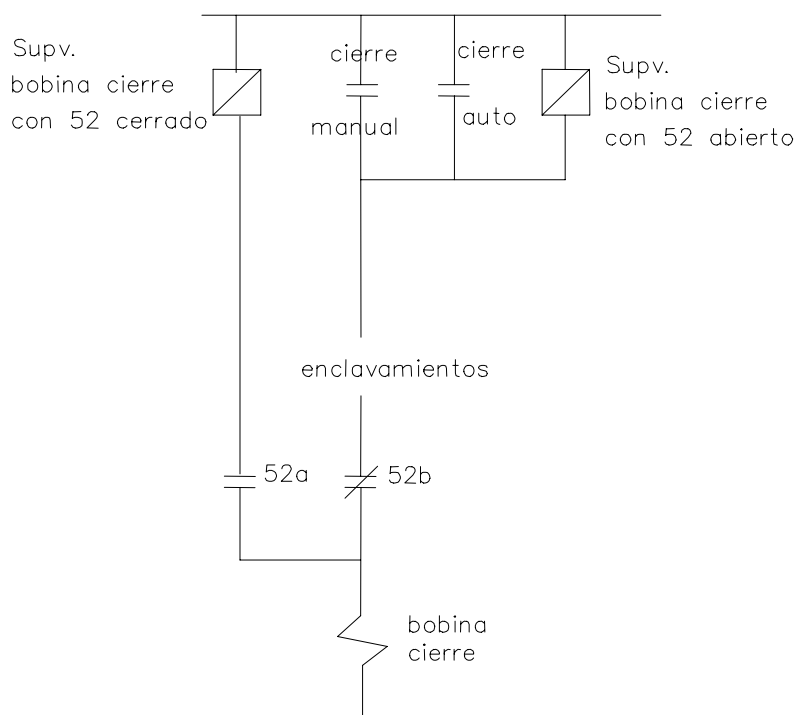 Supv.
bobina cierre
con 52 cerrado
cierre
manual
cierre
auto
Supv.
bobina cierre
con 52 abierto
enclavamientos
52a
52b
bobina
cierre